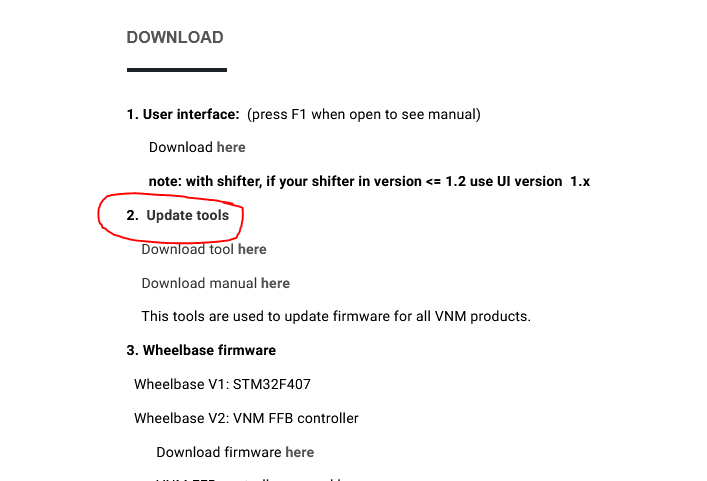 DOWNLOAD
1. User interface: (press F1 when open to see manual)
Download here
note: with shifter, if your shifter in version <= 1.2 use UI version 1.x
2. Update tools
Download tool here
Download manual here
This tools are used to update firmware for all VNM products.
3. Wheelbase firmware
Wheelbase V1: STM32F407
Wheelbase V2: VNM FFB controller
Download firmware here